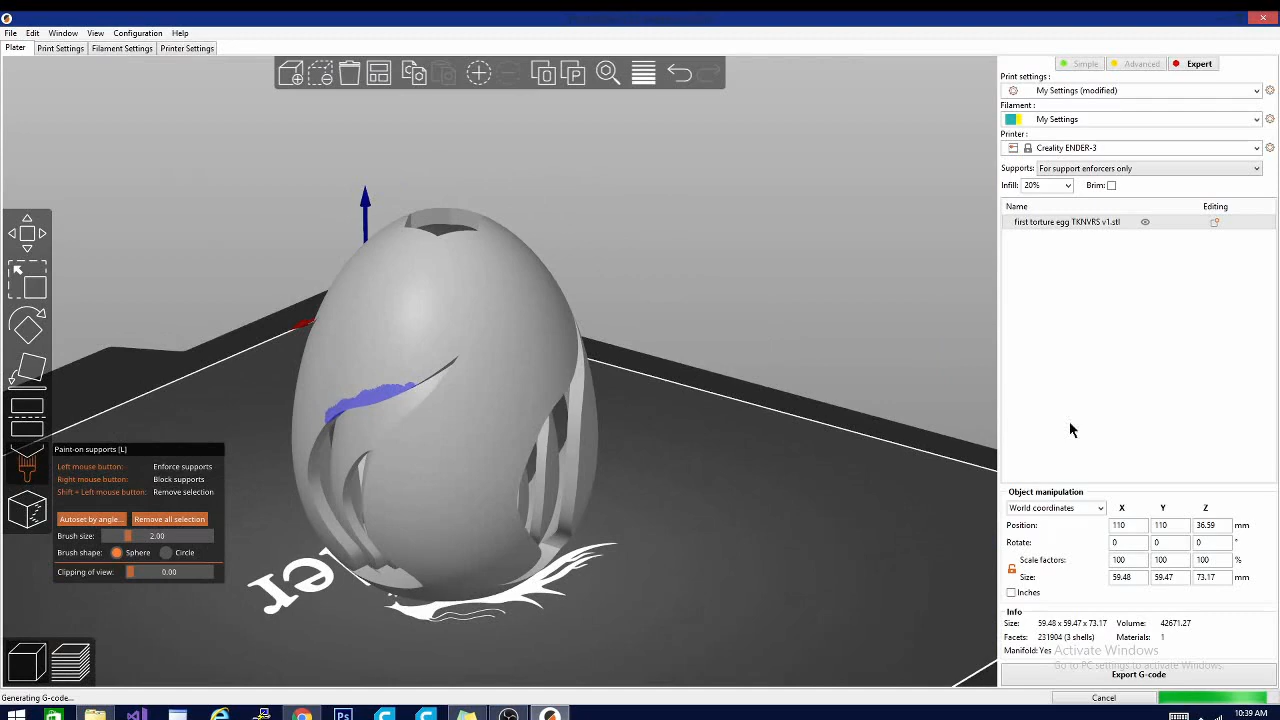 File Edit Window View Configuration Help
Plater Print Settings Filament Settings Printer Settings
Simple Advanced Expert
Print settings :
My Settings (modified)
Filament :
My Settings
Printer :
Creality ENDER-3
Supports: For support enforcers only
Infill: 20% Brim:
Name Editing
first torture egg TKNVRS v1.stl
Paint-on supports [L]
Left mouse button: Enforce supports
Right mouse button: Block supports
Shift + Left mouse button: Remove selection
Autoset by angle... Remove all selection
Brush size: 2.00
Brush shape: Sphere Circle
Clipping of view: 0.00
er
Object manipulation
World coordinates X Y Z
Position: 110 110 36.59 mm
Rotate: 0 0 0 °
Scale factors: 100 100 100 %
Size: 59.48 59.47 73.17 mm
Inches
Info
Size: 59.48 x 59.47 x 73.17 Volume: 42671.27
Facets: 231904 (3 shells) Materials: 1
Manifold: Yes
Activate Windows
Go to PC settings to activate Windows.
Export G-code
Generating G-code... Cancel
Ps
10:39 AM